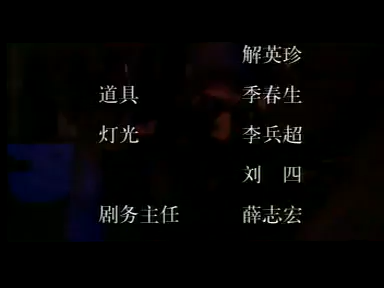 解英珍
道具 季春生
灯光 李兵超
刘 四
剧务主任 薛志宏